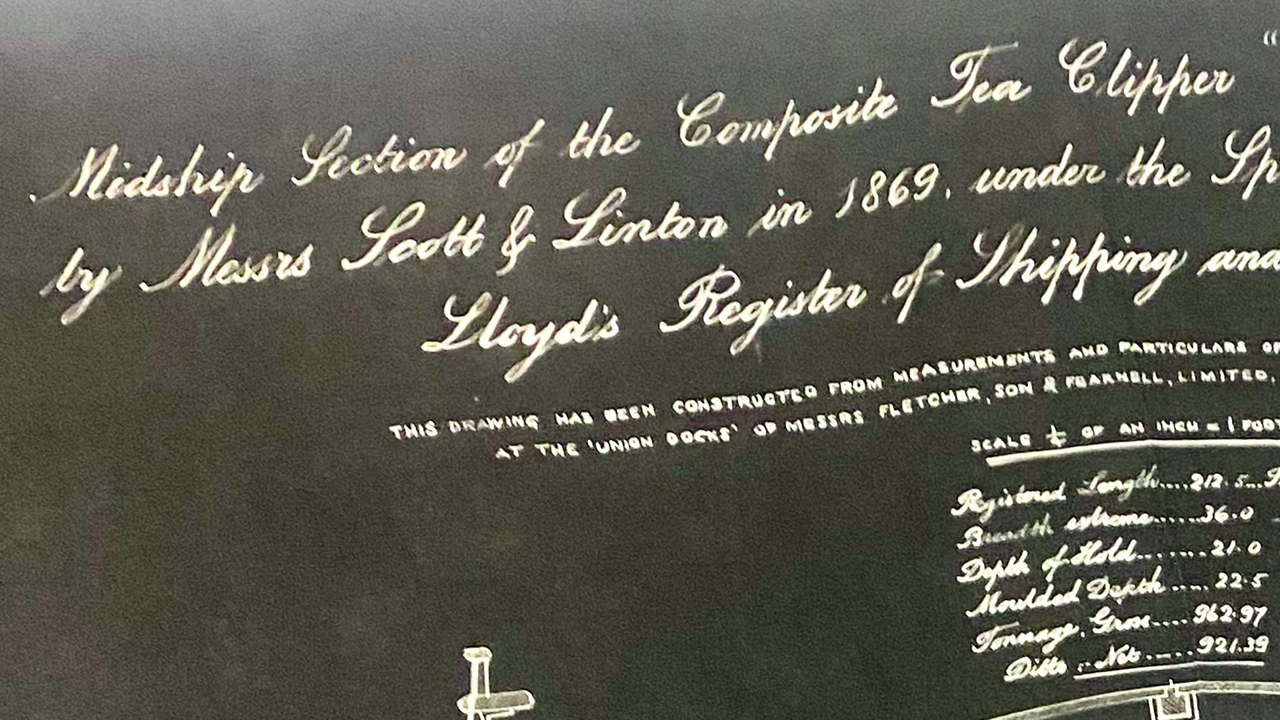 Midship Section of the Composite Tea Clipper "
by Messrs Scott & Linton in 1869, under the Sp
Lloyd's Register of Shipping and
THIS DRAWING HAS BEEN CONSTRUCTED FROM MEASUREMENTS AND PARTICULARS OF
AT THE 'UNION DOCKS' OF MESSRS FLETCHER, SON & FEARNELL, LIMITED,
SCALE ½ OF AN INCH = 1 FOOT
Registered Length....212.5...F
Breadth extreme......36.0
Depth of Hold.......21.0
Moulded Depth.....22.5
Tonnage, Gross....962.97
Ditto .. Nett.....921.39